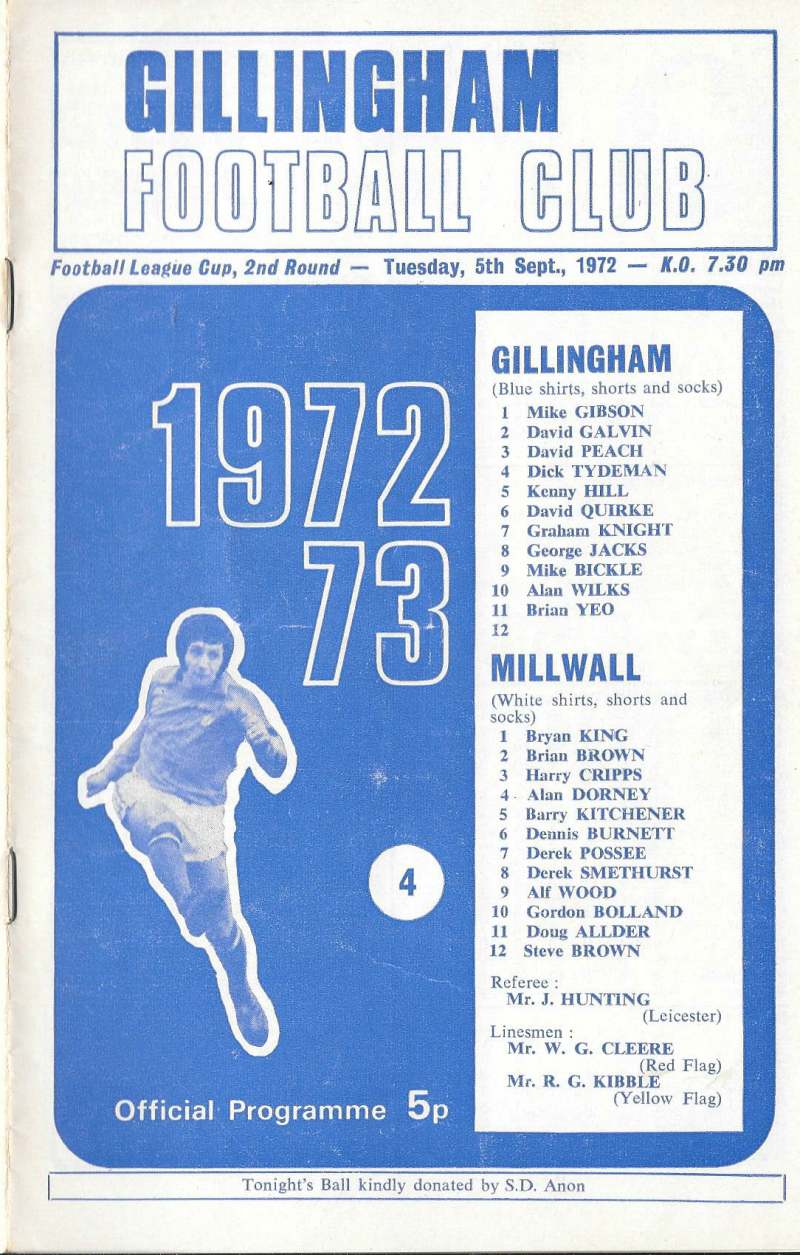 GILLINGHAM
FOOTBALL CLUB
Football League Cup, 2nd Round — Tuesday, 5th Sept., 1972 — K.O. 7.30 pm
1972
73
4
Official Programme 5p
GILLINGHAM
(Blue shirts, shorts and socks)
1 Mike GIBSON
2 David GALVIN
3 David PEACH
4 Dick TYDEMAN
5 Kenny HILL
6 David QUIRKE
7 Graham KNIGHT
8 George JACKS
9 Mike BICKLE
10 Alan WILKS
11 Brian YEO
12
MILLWALL
(White shirts, shorts and
socks)
1 Bryan KING
2 Brian BROWN
3 Harry CRIPPS
4 Alan DORNEY
5 Barry KITCHENER
6 Dennis BURNETT
7 Derek POSSEE
8 Derek SMETHURST
9 Alf WOOD
10 Gordon BOLLAND
11 Doug ALLDER
12 Steve BROWN
Referee :
Mr. J. HUNTING
(Leicester)
Linesmen :
Mr. W. G. CLEERE
(Red Flag)
Mr. R. G. KIBBLE
(Yellow Flag)
Tonight's Ball kindly donated by S.D. Anon